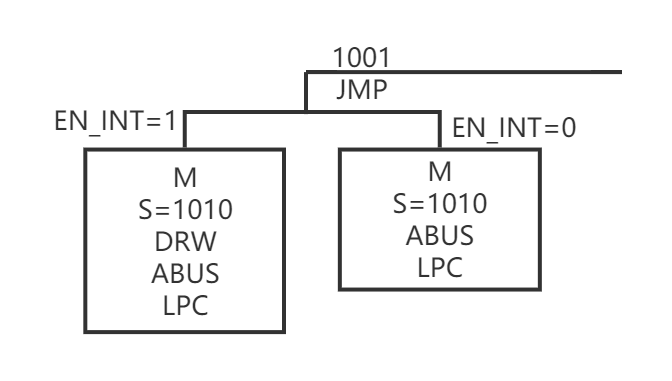 1001
JMP
EN_INT=1
EN_INT=0
M
S=1010
DRW
ABUS
LPC
M
S=1010
ABUS
LPC